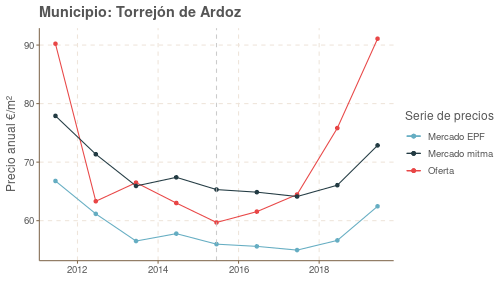 Municipio: Torrejón de Ardoz
Precio anual €/m²
90
80
70
60
2012
2014
2016
2018
Serie de precios
Mercado EPF
Mercado mitma
Oferta